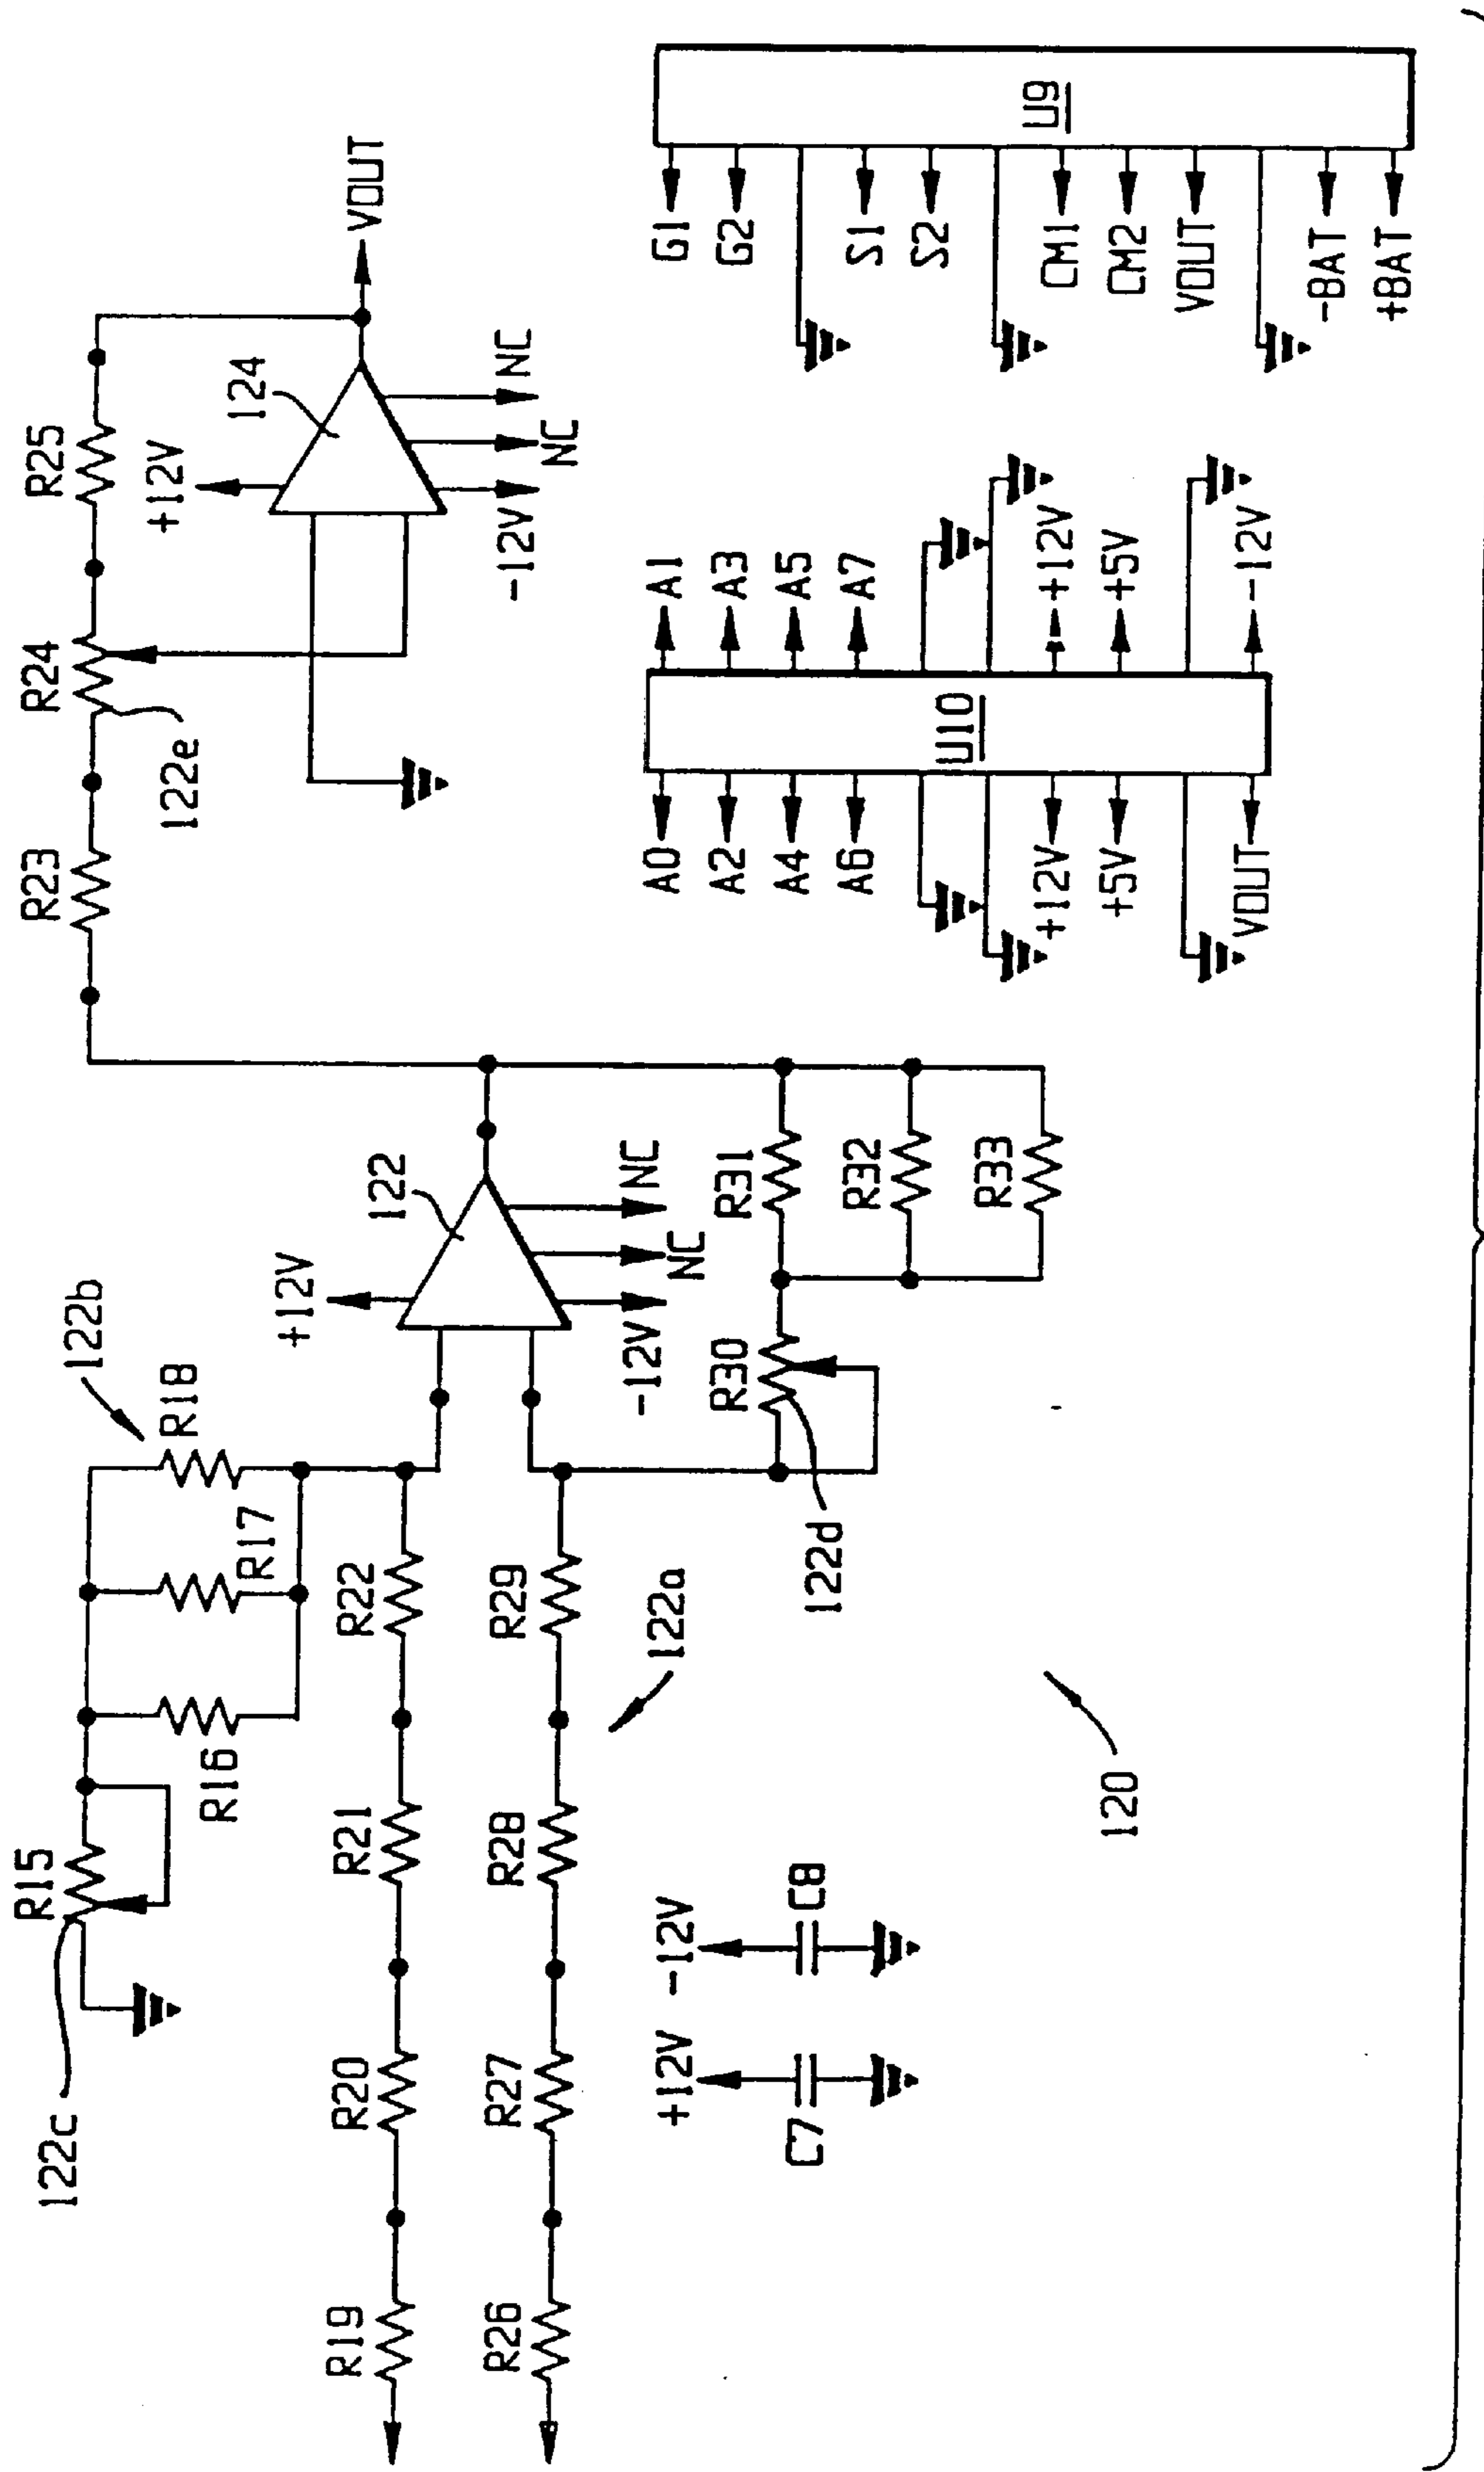 R15
122c
R16
R17
R18
122b
R19
R20
R21
R22
R26
R27
R28
R29
122a
+12V
122
-12V
NC
NC
R30
122d
R31
R32
R33
R23
R24
122e
R25
+12V
124
-12V
NC
NC
VOUT
+12V
-12V
C7
C8
120
A0
A2
A4
A6
+12V
+5V
VOUT
U10
A1
A3
A5
A7
+12V
+5V
-12V
G1
G2
S1
S2
CM1
CM2
VOUT
-BAT
+BAT
U9